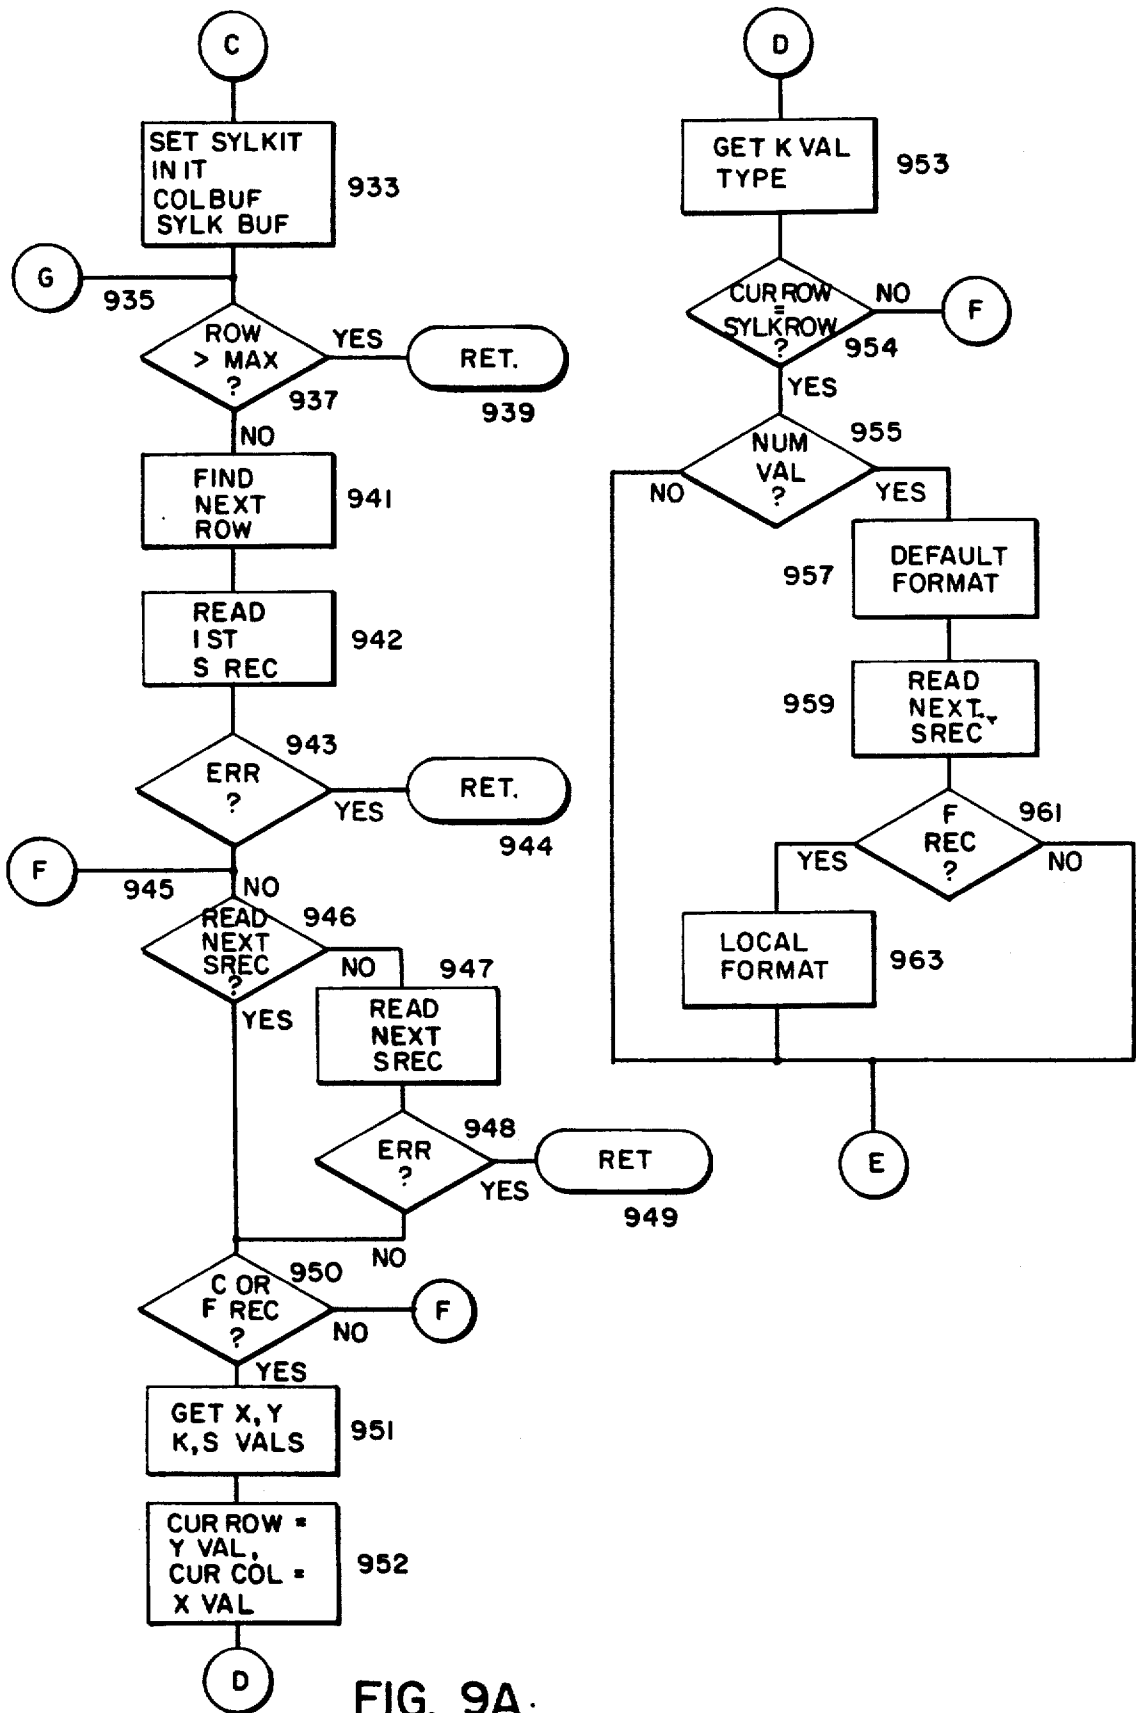 C
SET SYLKIT
INIT
COLBUF
SYLK BUF
933
G
935
ROW
> MAX
?
937
YES
RET.
939
NO
FIND
NEXT
ROW
941
READ
1ST
S REC
942
943
ERR
?
YES
RET.
944
F
945
NO
READ
NEXT
SREC
?
946
NO
YES
947
READ
NEXT
SREC
948
ERR
?
YES
RET
949
NO
950
C OR
F REC
?
NO
F
YES
GET X,Y
K,S VALS
951
CUR ROW =
Y VAL,
CUR COL =
X VAL
952
D
D
GET K VAL
TYPE
953
CUR ROW
=
SYLKROW
?
954
NO
F
YES
955
NUM
VAL
?
NO
YES
957
DEFAULT
FORMAT
959
READ
NEXT
SREC
961
F
REC
?
YES
NO
LOCAL
FORMAT
963
E
FIG. 9A.